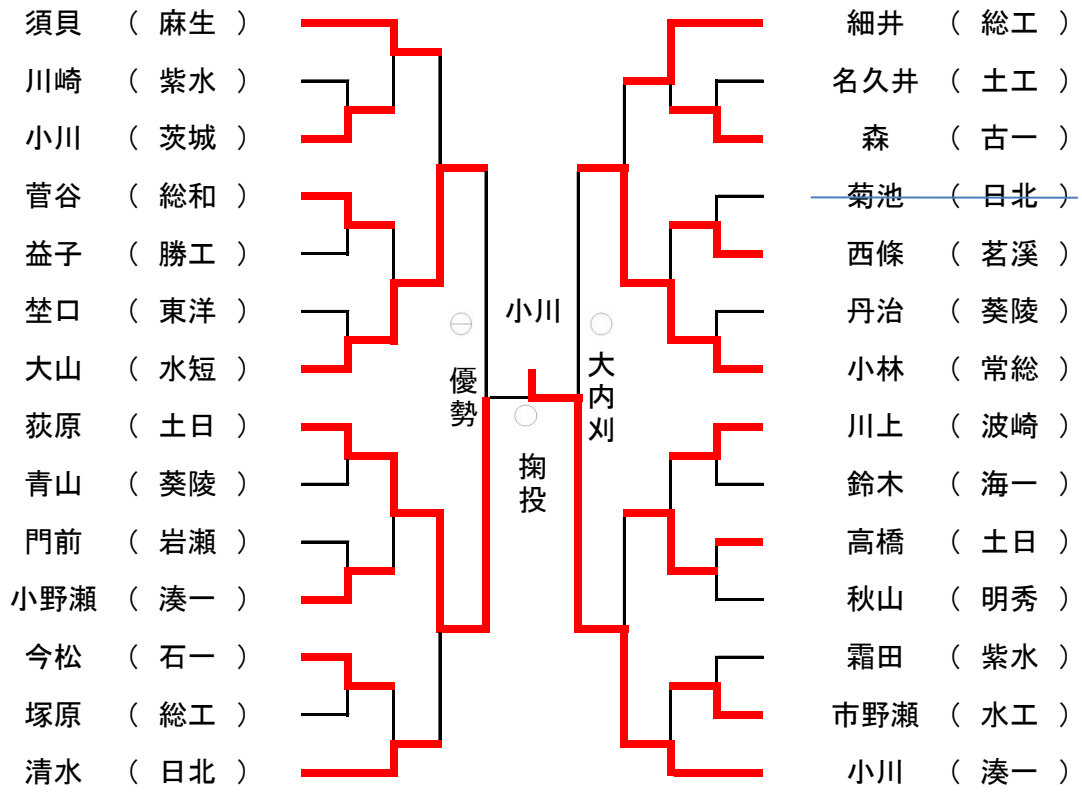 須貝 （ 麻生 ）
川崎 （ 紫水 ）
小川 （ 茨城 ）
菅谷 （ 総和 ）
益子 （ 勝工 ）
埜口 （ 東洋 ）
大山 （ 水短 ）
荻原 （ 土日 ）
青山 （ 葵陵 ）
門前 （ 岩瀬 ）
小野瀬 （ 湊一 ）
今松 （ 石一 ）
塚原 （ 総工 ）
清水 （ 日北 ）
優勢
小川
掬投
大内刈
細井 （ 総工 ）
名久井 （ 土工 ）
森 （ 古一 ）
菊池 （ 日北 ）
西條 （ 茗溪 ）
丹治 （ 葵陵 ）
小林 （ 常総 ）
川上 （ 波崎 ）
鈴木 （ 海一 ）
高橋 （ 土日 ）
秋山 （ 明秀 ）
霜田 （ 紫水 ）
市野瀬 （ 水工 ）
小川 （ 湊一 ）